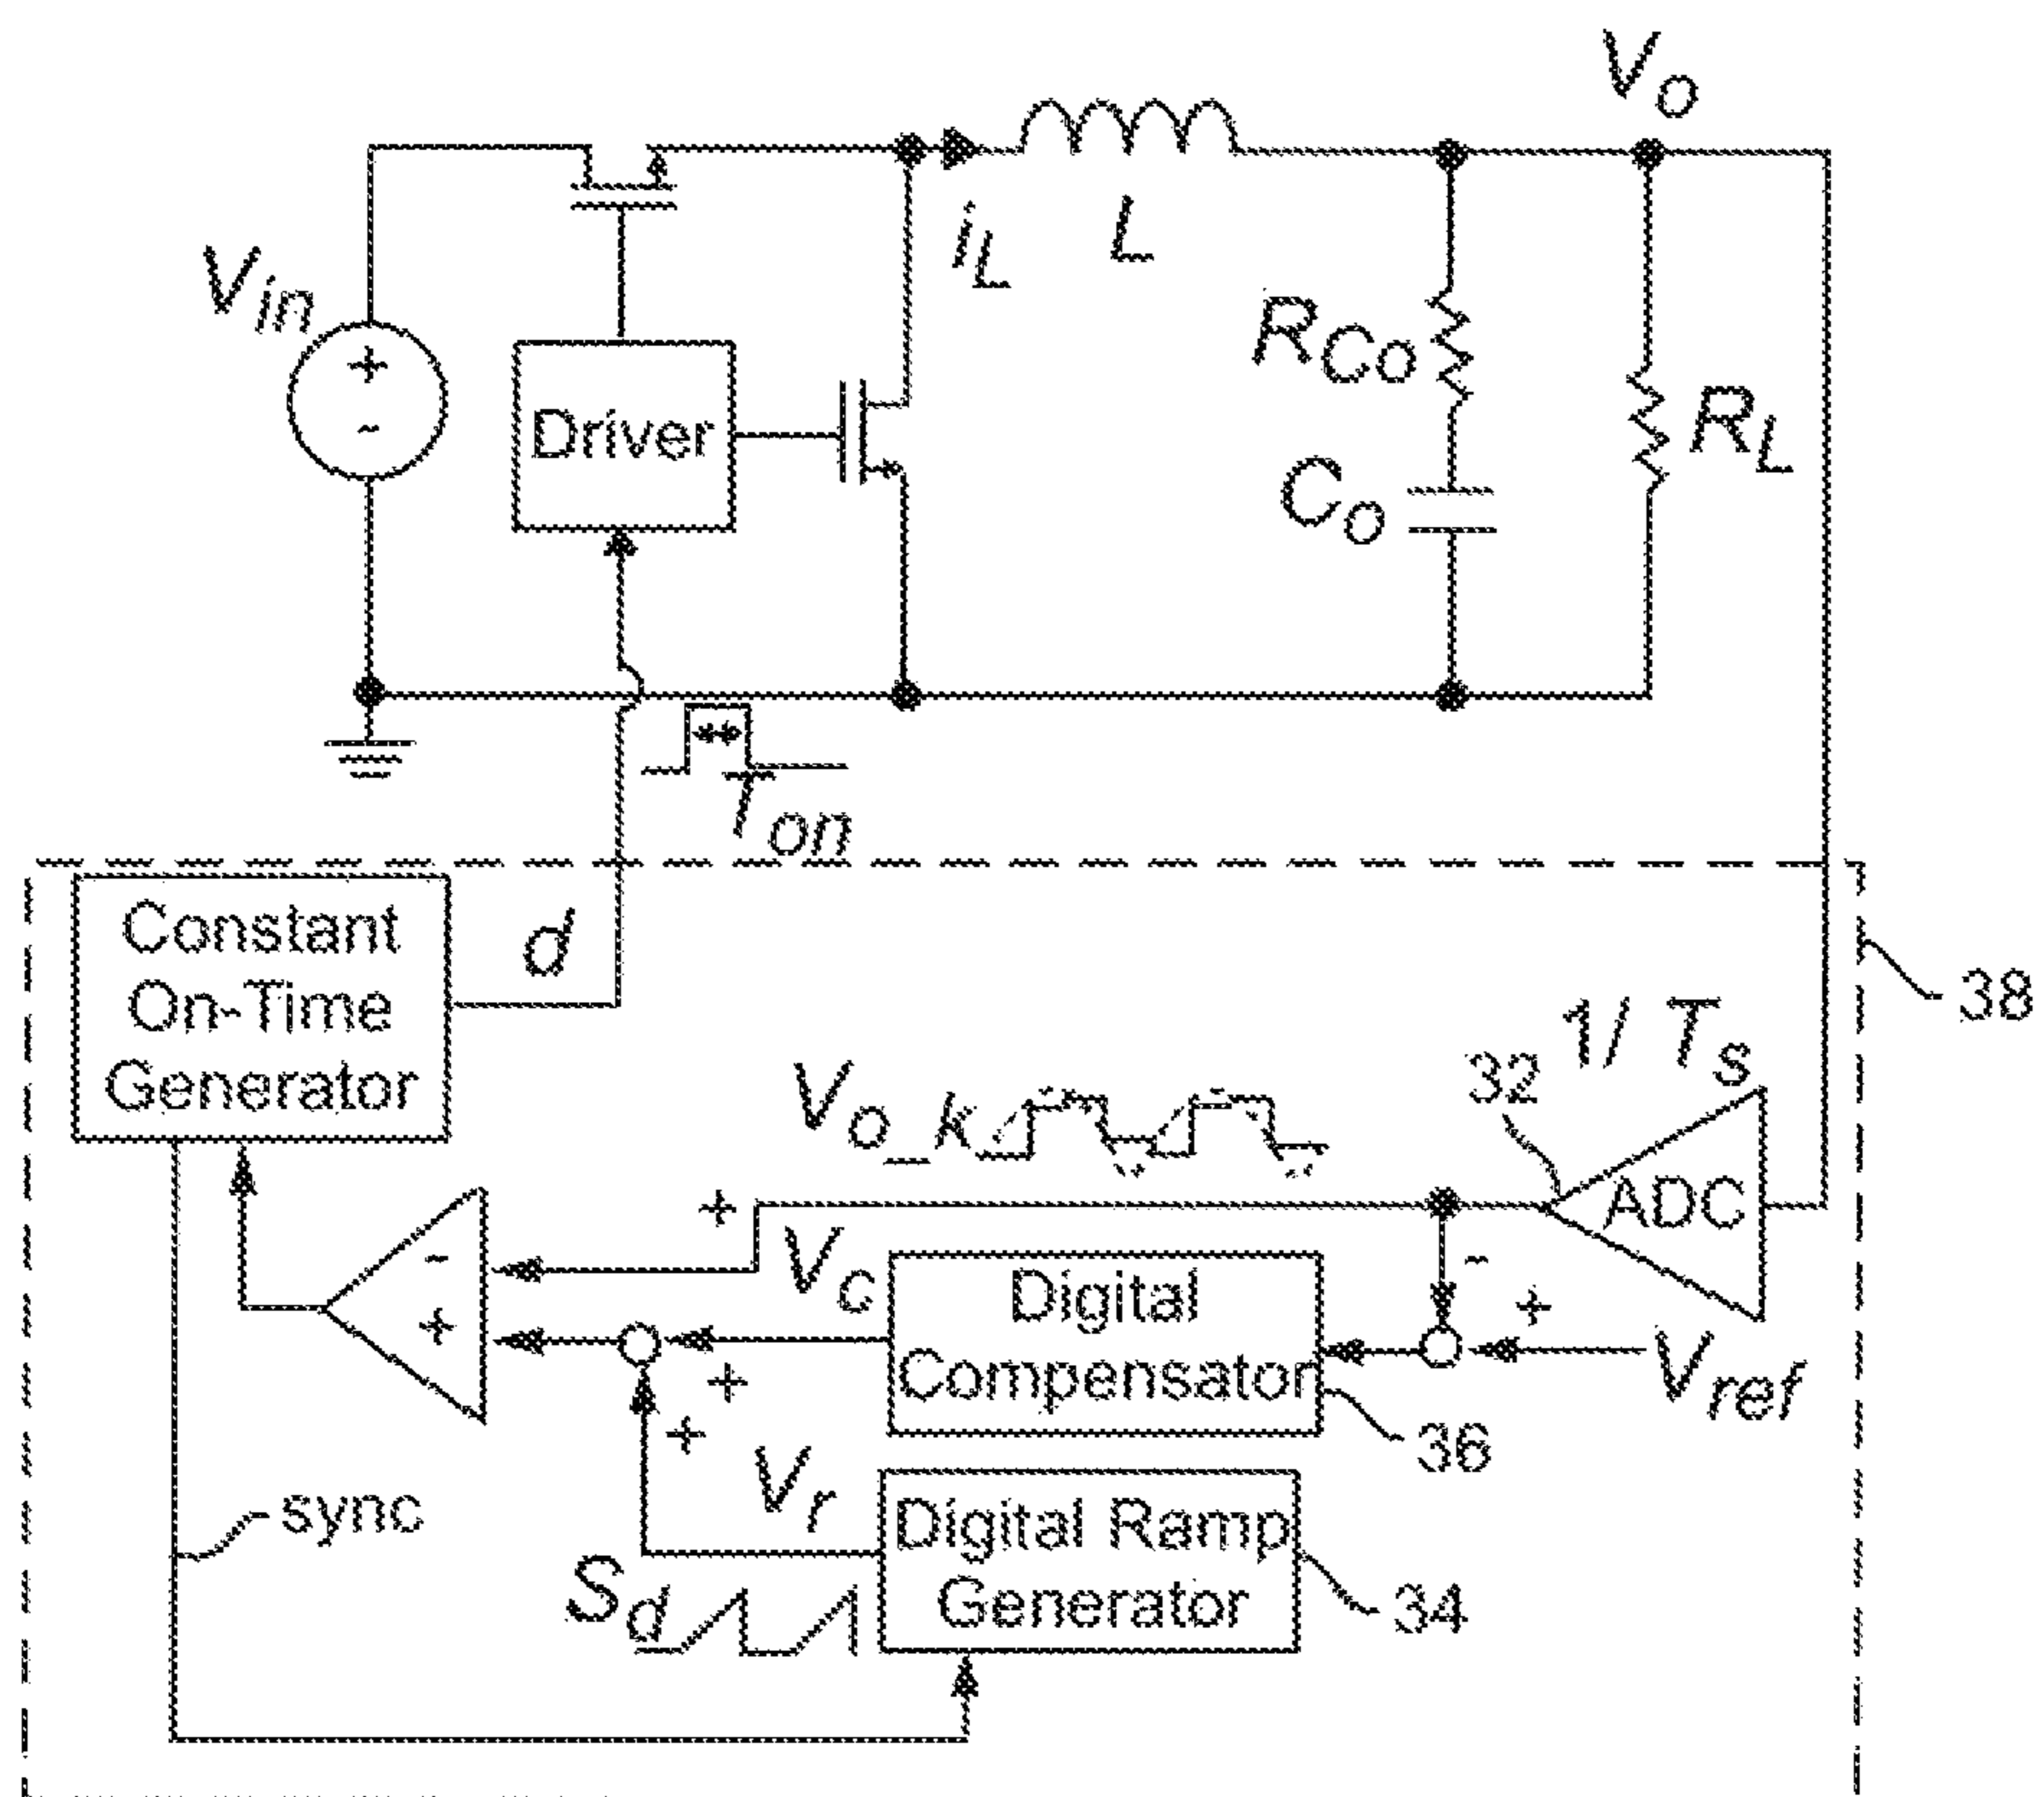 Vo
Vin
+
-
iL
L
RCo
RL
Driver
Co
Ton
Constant
On-Time
Generator
d
38
1/ Ts
32
Vo_k
ADC
+
-
+
Vc
Digital
Compensator
-
+
Vref
+
+
36
Vr
Digital Ramp
Generator
sync
Sd
34